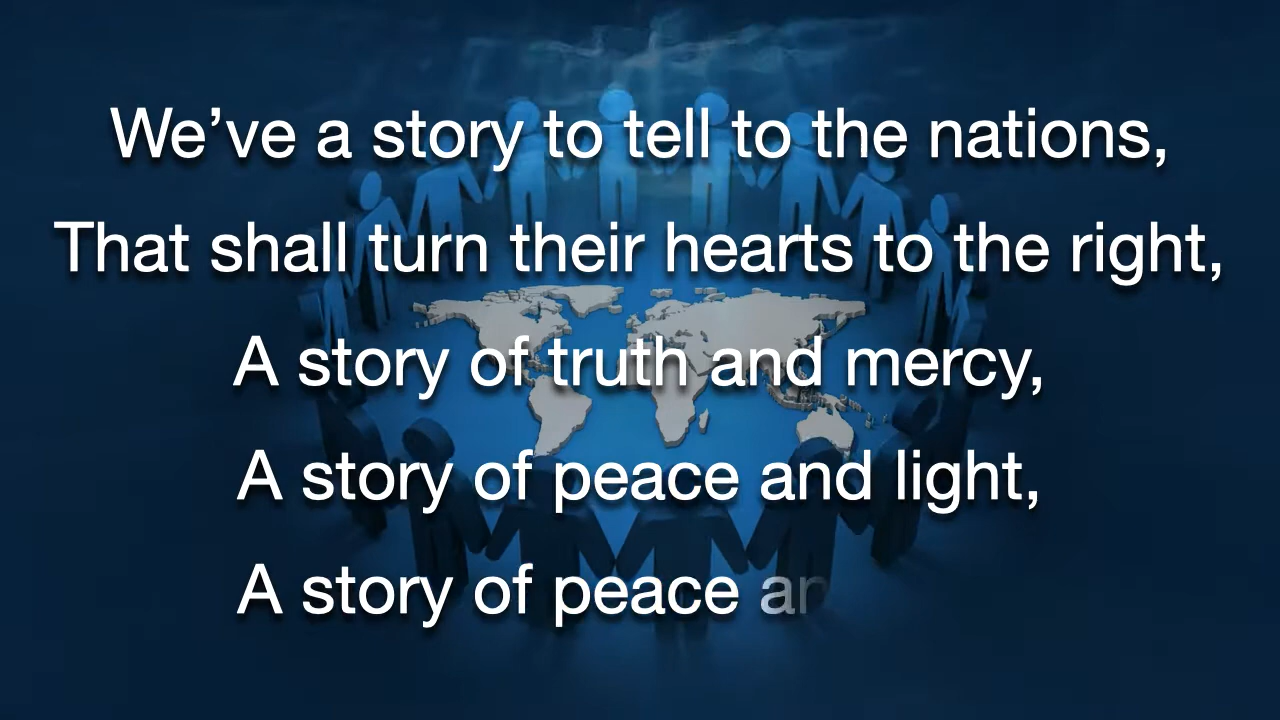 We’ve a story to tell to the nations,
That shall turn their hearts to the right,
A story of truth and mercy,
A story of peace and light,
A story of peace